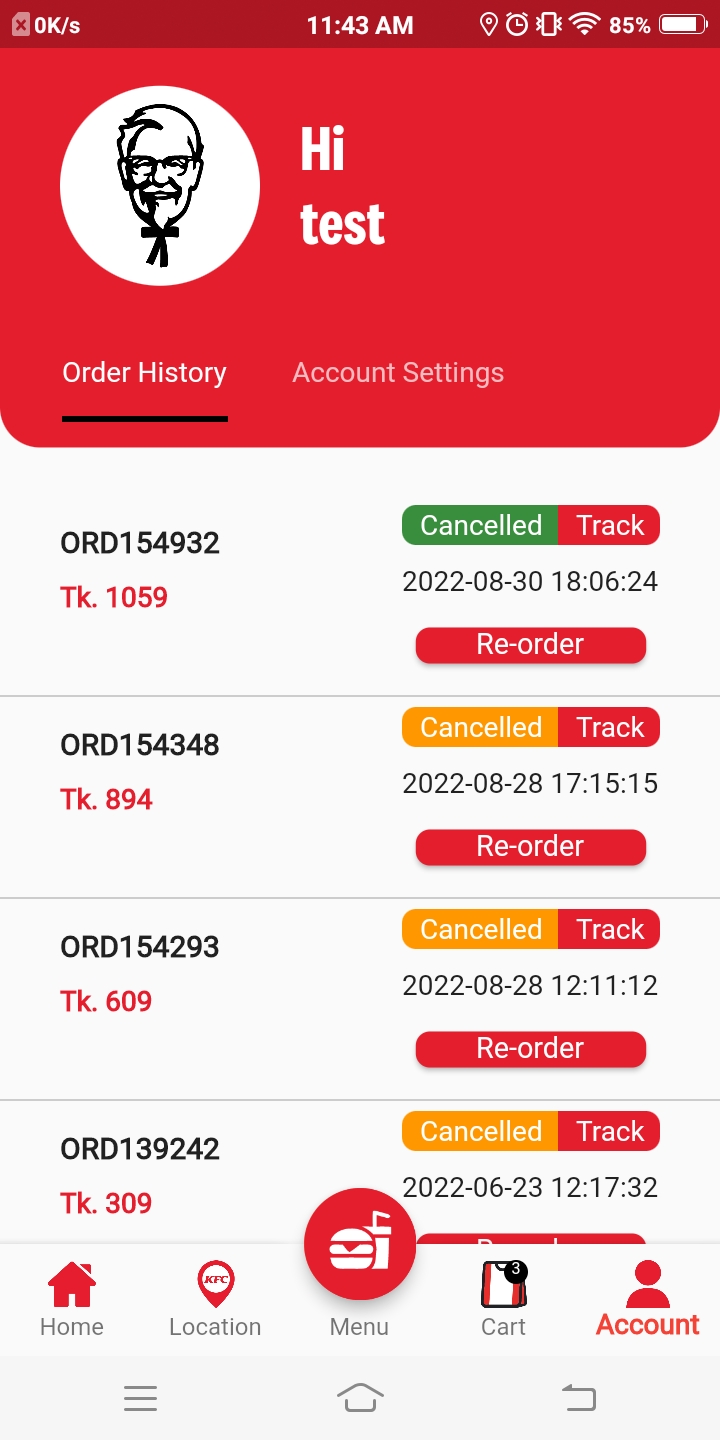 0K/s 11:43 AM 85%
Hi
test
Order History Account Settings
Cancelled Track
ORD154932
2022-08-30 18:06:24
Tk. 1059
Re-order
Cancelled Track
ORD154348
2022-08-28 17:15:15
Tk. 894
Re-order
Cancelled Track
ORD154293
2022-08-28 12:11:12
Tk. 609
Re-order
Cancelled Track
ORD139242
2022-06-23 12:17:32
Tk. 309
KFC 3
Home Location Menu Cart Account